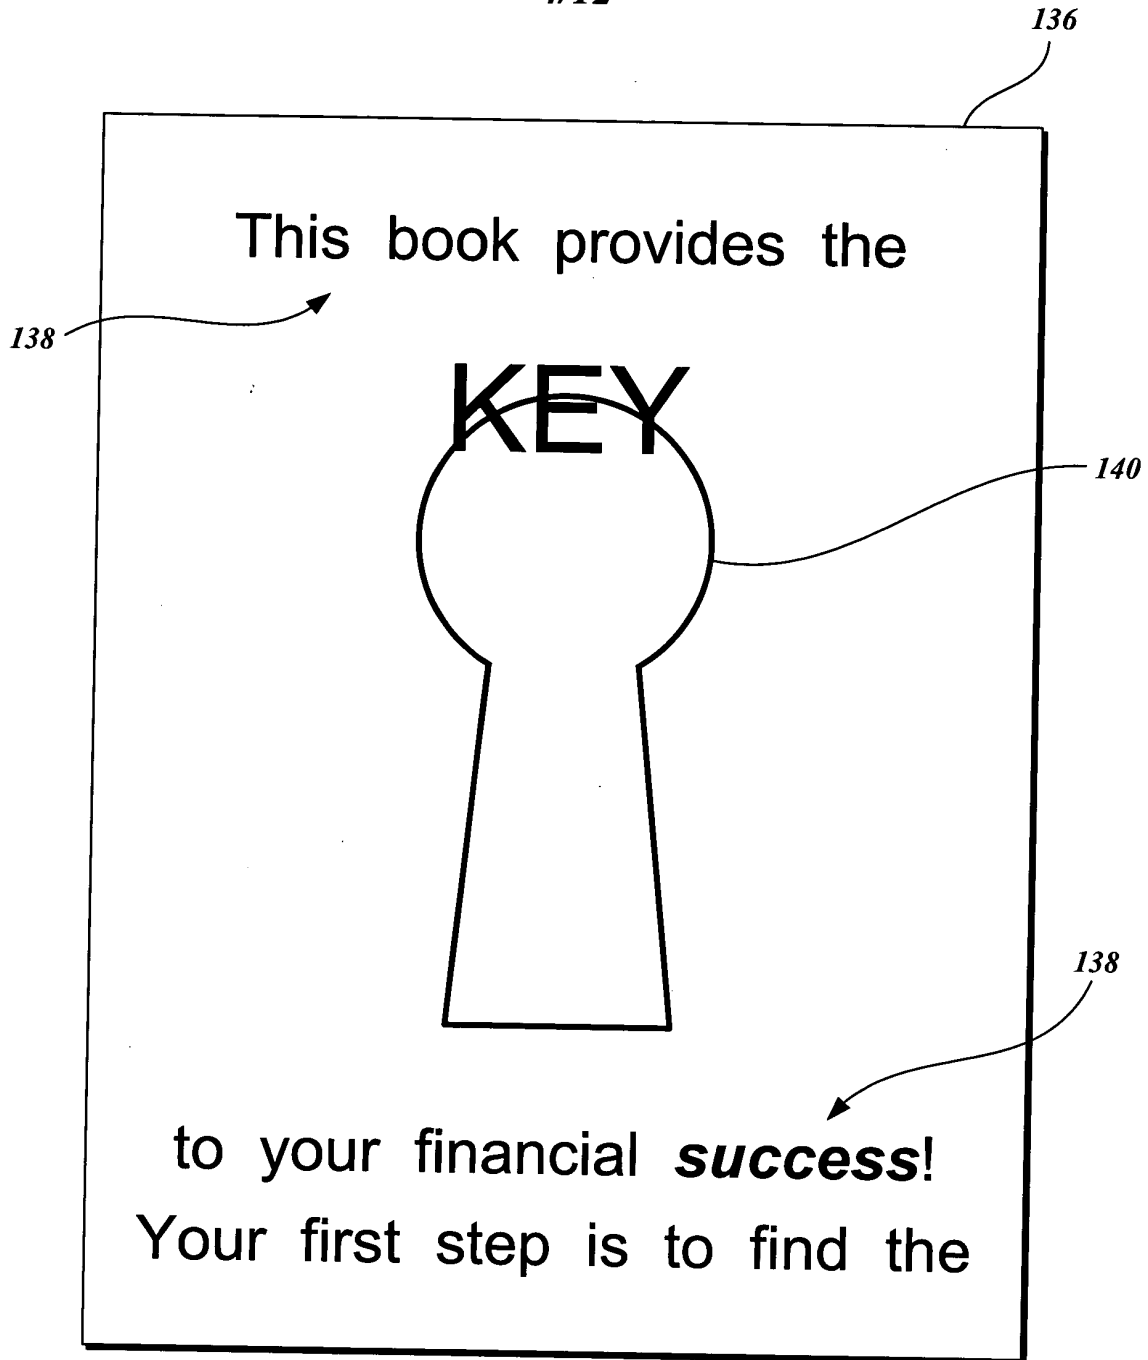 136
This book provides the
138
KEY
140
138
to your financial success!
Your first step is to find the